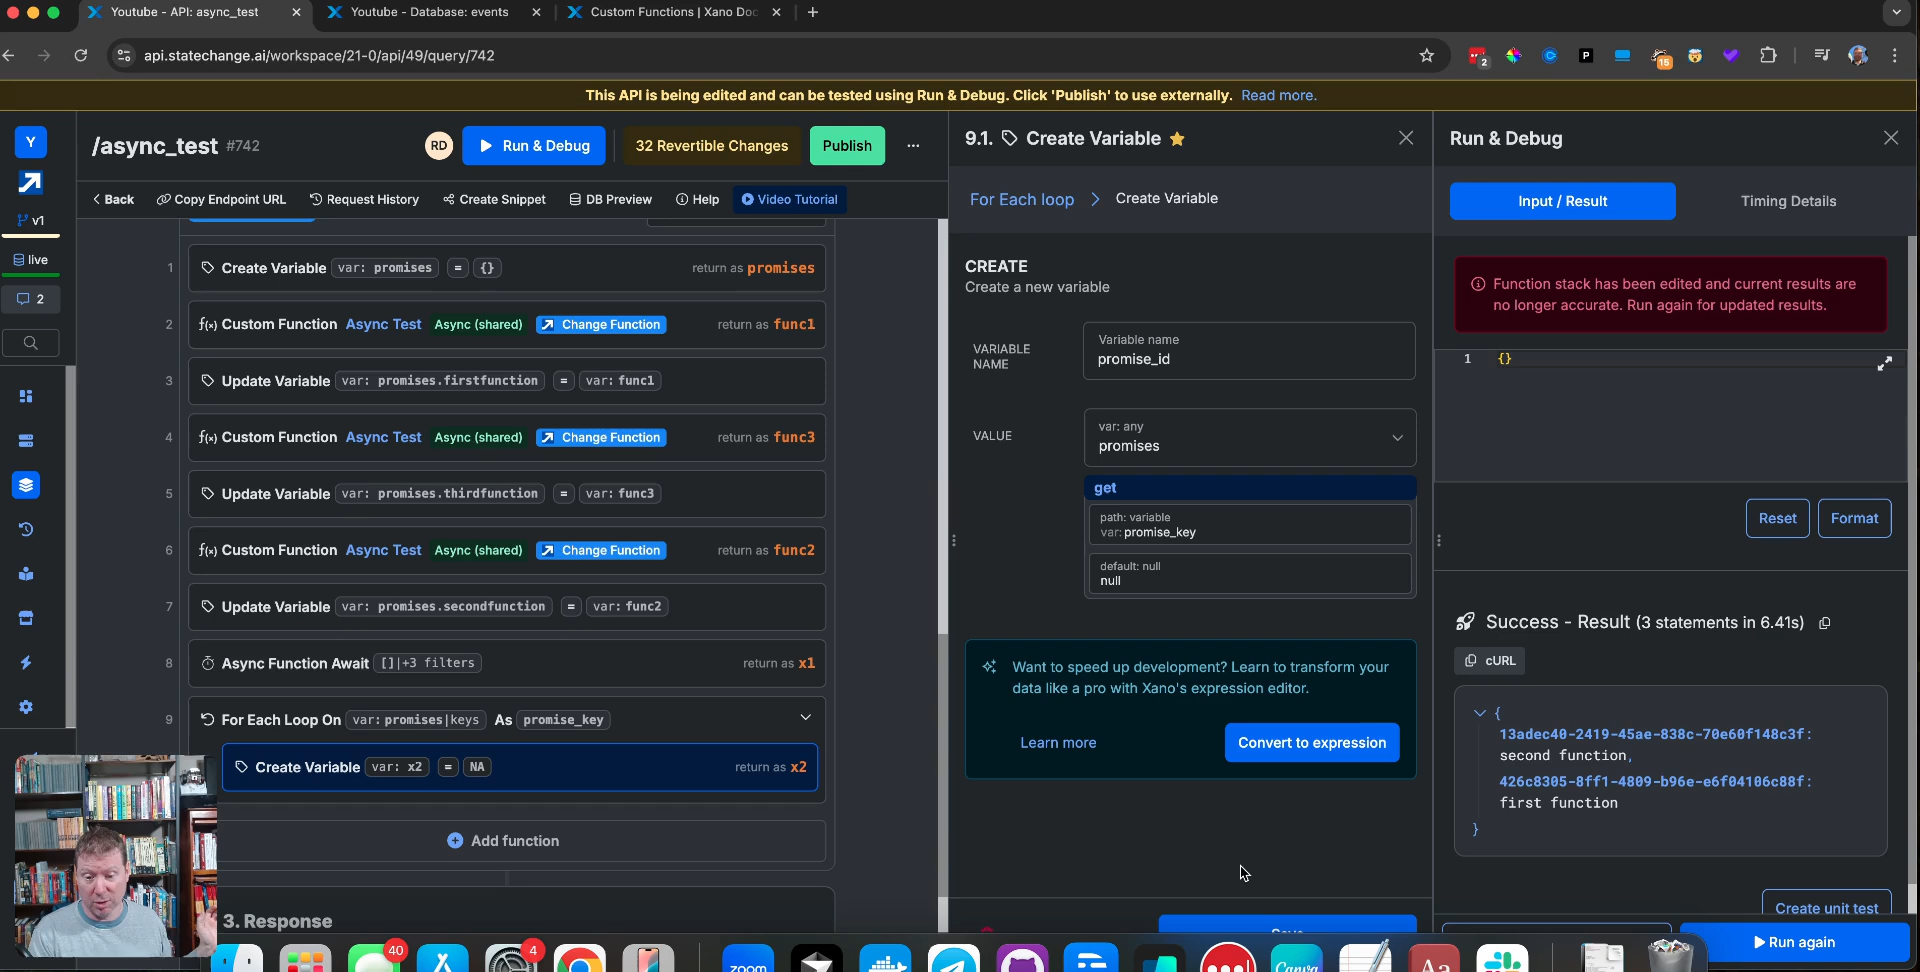 Youtube - API: async_test
Youtube - Database: events
Custom Functions | Xano Doc
api.statechange.ai/workspace/21-0/api/49/query/742
2
P
15
This API is being edited and can be tested using Run & Debug. Click 'Publish' to use externally. Read more.
Y
/async_test #742
RD
Run & Debug
32 Revertible Changes
Publish
v1
live
2
Back
Copy Endpoint URL
Request History
Create Snippet
DB Preview
Help
Video Tutorial
1 Create Variable var: promises = {} return as promises
2 f(x) Custom Function Async Test Async (shared) Change Function return as func1
3 Update Variable var: promises.firstfunction = var: func1
4 f(x) Custom Function Async Test Async (shared) Change Function return as func3
5 Update Variable var: promises.thirdfunction = var: func3
6 f(x) Custom Function Async Test Async (shared) Change Function return as func2
7 Update Variable var: promises.secondfunction = var: func2
8 Async Function Await []|+3 filters return as x1
9 For Each Loop On var: promises|keys As promise_key
Create Variable var: x2 = NA return as x2
Add function
3. Response
9.1. Create Variable
For Each loop > Create Variable
CREATE
Create a new variable
VARIABLE NAME
Variable name
promise_id
VALUE
var: any
promises
get
path: variable
var: promise_key
default: null
null
Want to speed up development? Learn to transform your
data like a pro with Xano's expression editor.
Learn more
Convert to expression
Save
Run & Debug
Input / Result
Timing Details
Function stack has been edited and current results are
no longer accurate. Run again for updated results.
1 {}
Reset
Format
Success - Result (3 statements in 6.41s)
cURL
{
13adec40-2419-45ae-838c-70e60f148c3f:
second function,
426c8305-8ff1-4809-b96e-e6f04106c88f:
first function
}
Create unit test
Run again
40
4
zoom
Canva
Aa